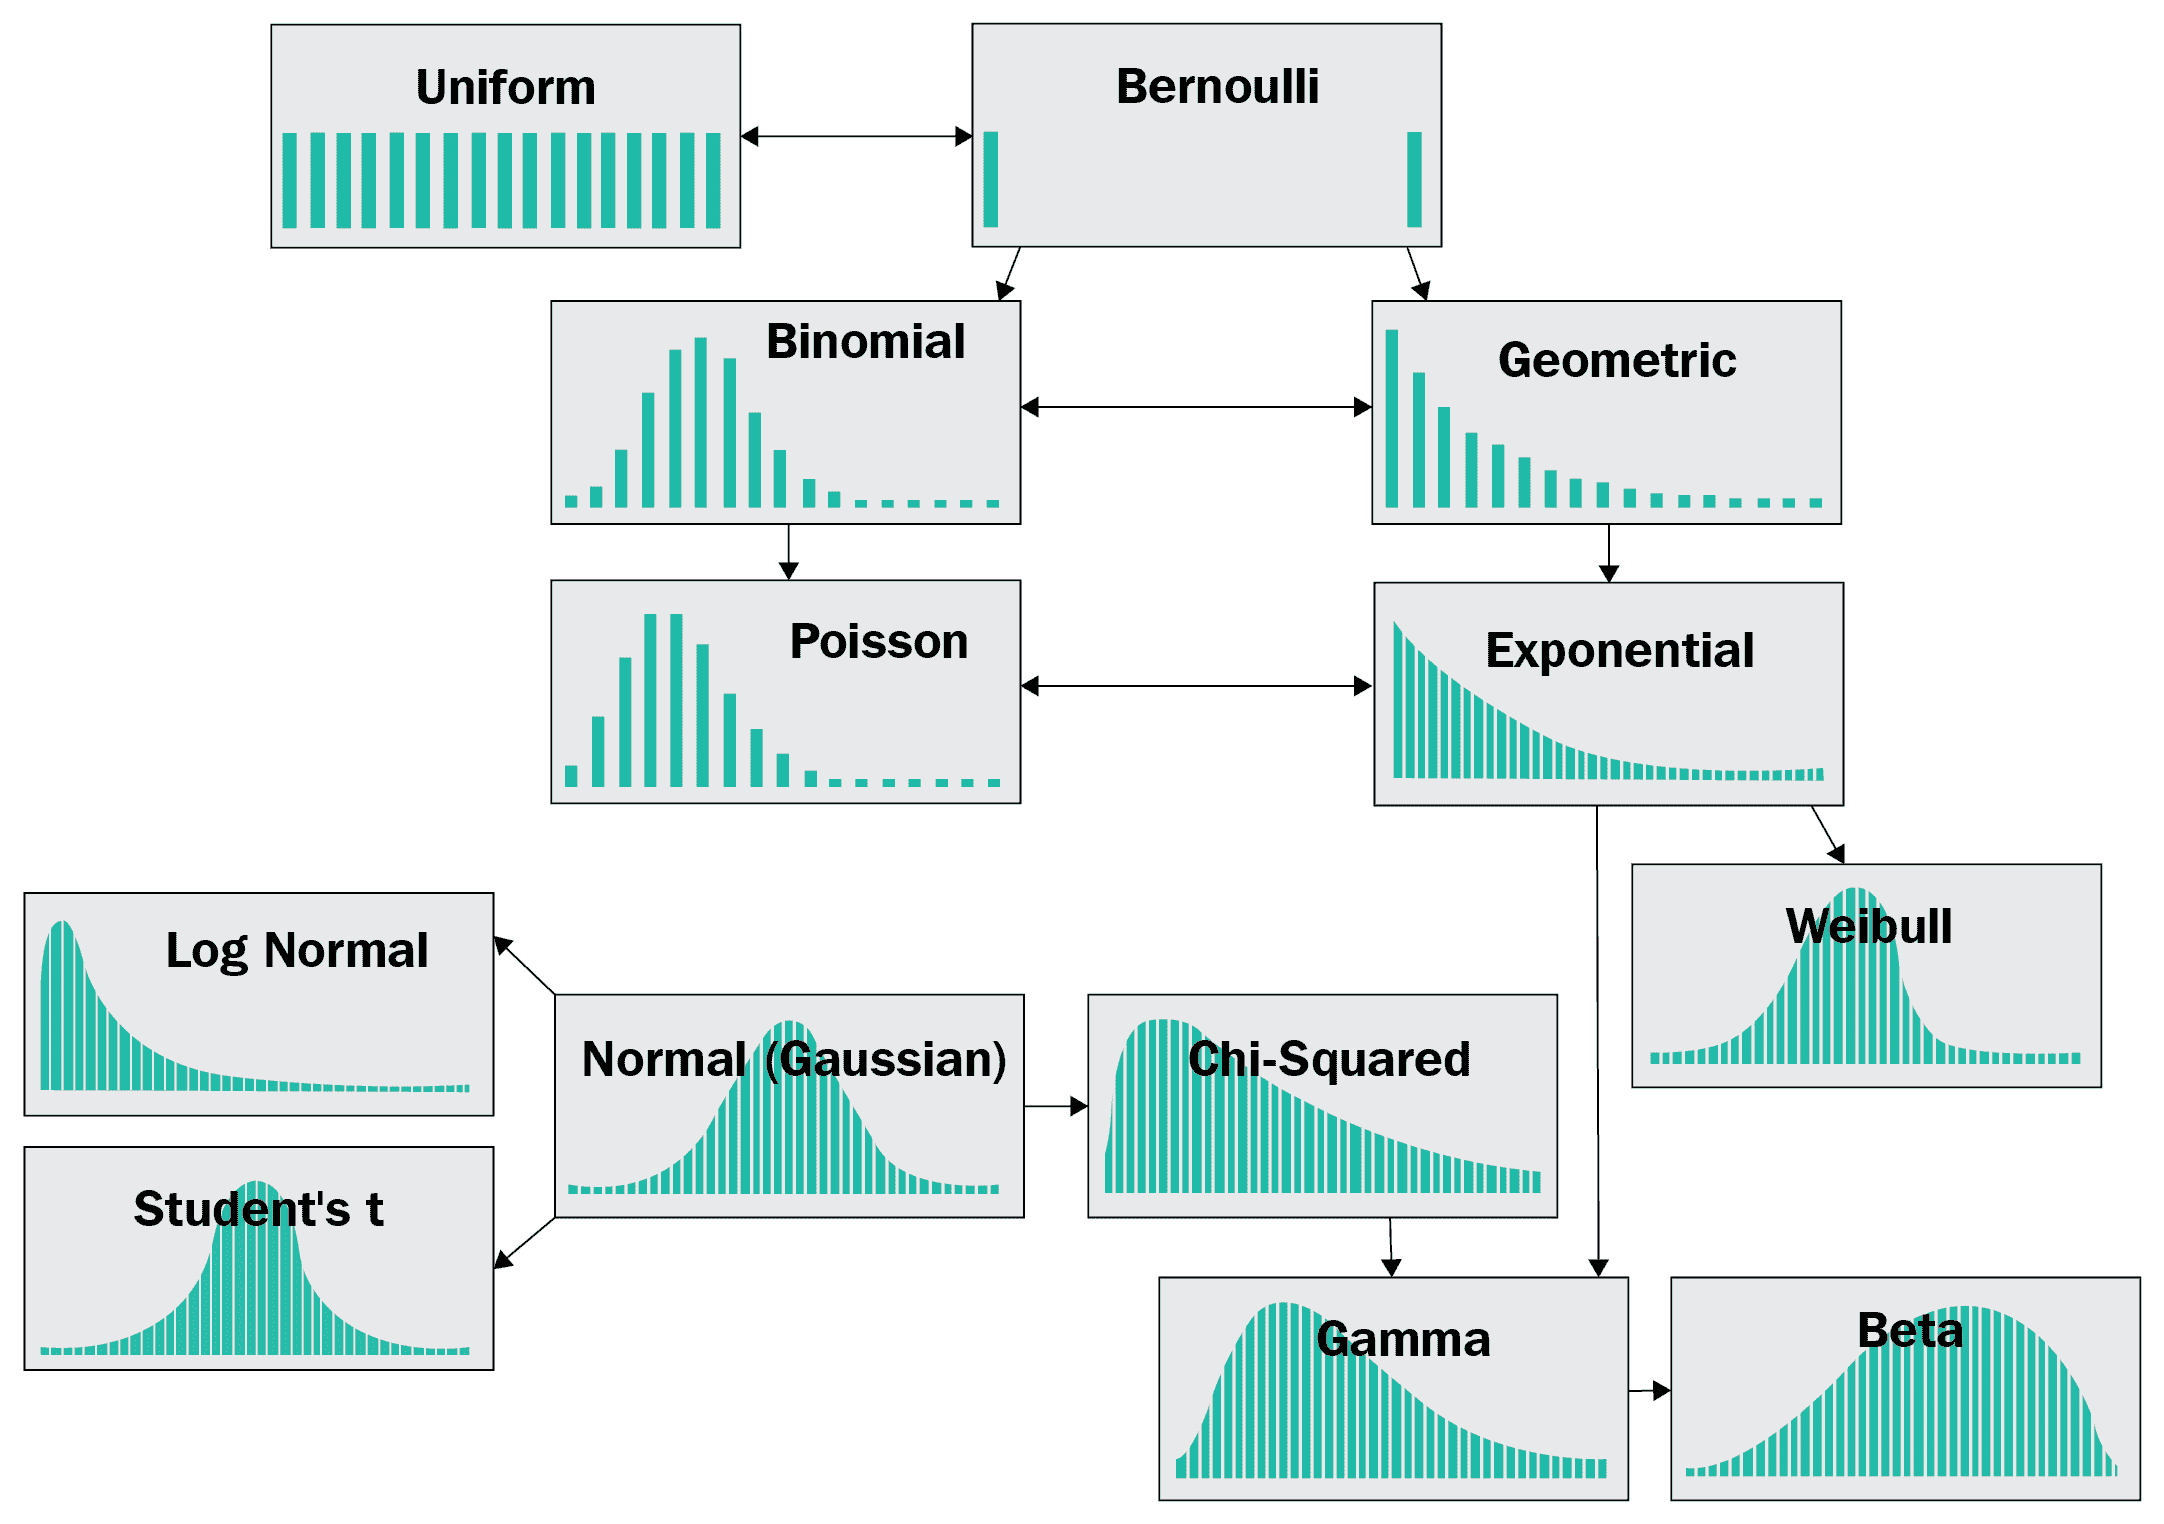 Uniform
Bernoulli
Binomial
Geometric
Poisson
Exponential
Log Normal
Weibull
Normal (Gaussian)
Chi-Squared
Student's t
Gamma
Beta